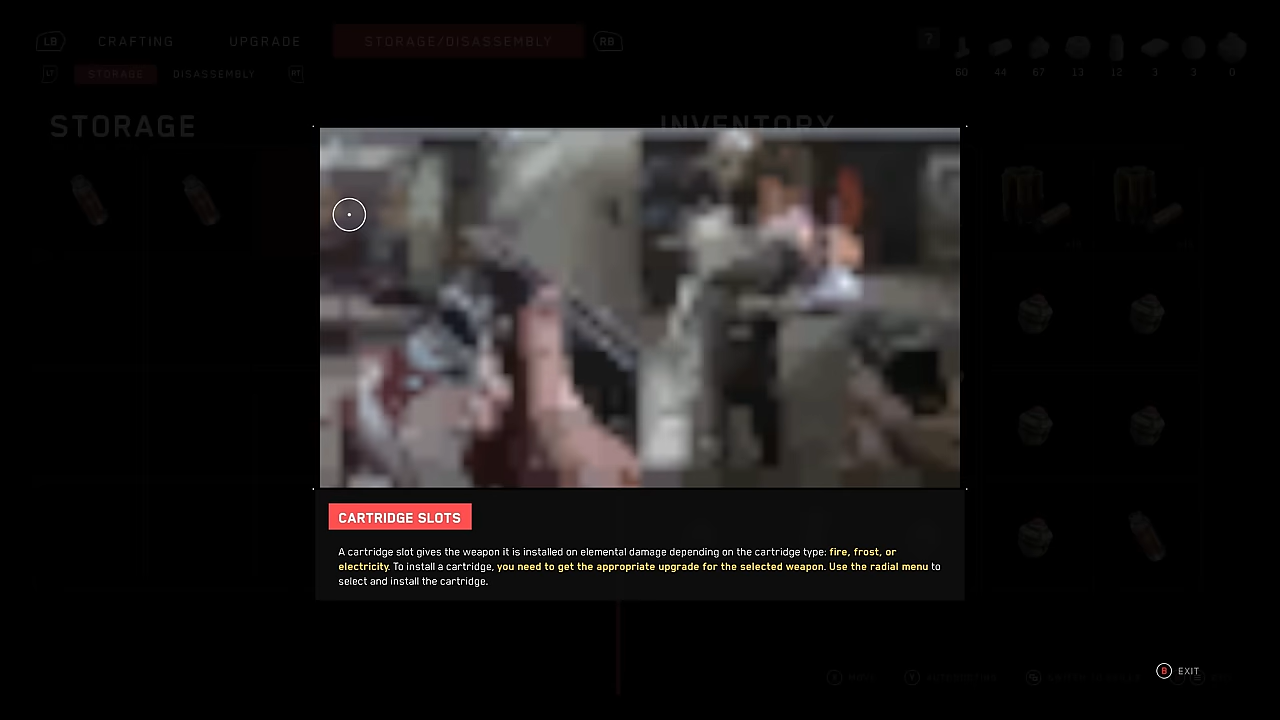 LB CRAFTING UPGRADE STORAGE/DISASSEMBLY RB ?
LT STORAGE DISASSEMBLY RT
60 44 67 13 12 3 3 0
STORAGE INVENTORY
CARTRIDGE SLOTS
A cartridge slot gives the weapon it is installed on elemental damage depending on the cartridge type: fire, frost, or
electricity. To install a cartridge, you need to get the appropriate upgrade for the selected weapon. Use the radial menu to
select and install the cartridge.
B EXIT